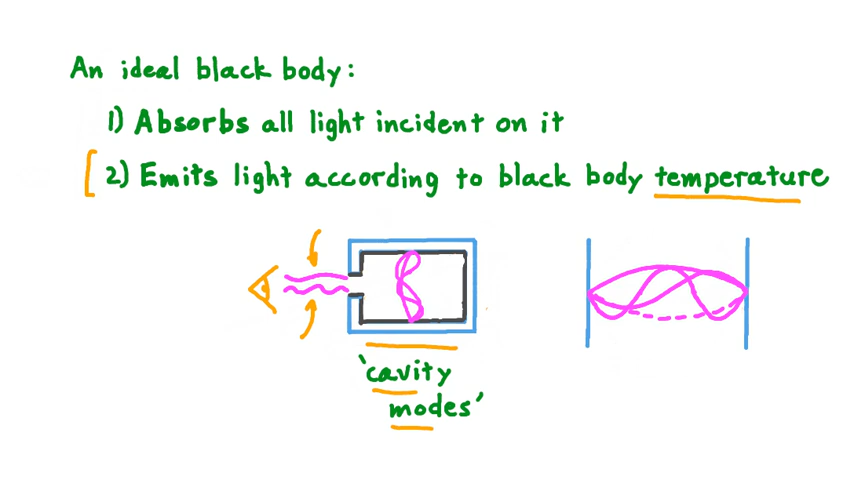 An ideal black body:
1) Absorbs all light incident on it
2) Emits light according to black body temperature
'cavity
modes'